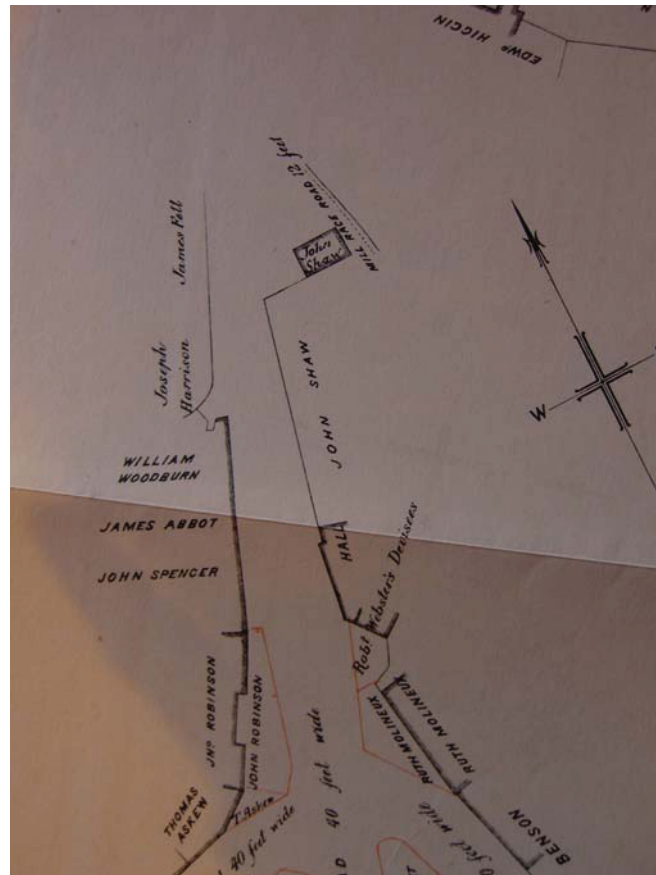 EDWD HIGGIN
MILL RACE ROAD 12 feet
John
Shaw
James Fell
Joseph
Harrison
JOHN SHAW
N
W
WILLIAM
WOODBURN
JAMES ABBOT
JOHN SPENCER
HALL
Robt Webster's Devisees
JNO ROBINSON
JOHN ROBINSON
RUTH MOLINEUX
RUTH MOLINEUX
THOMAS
ASKEW
T. Askew
40 feet wide
40 feet wide
feet wide
BENSON